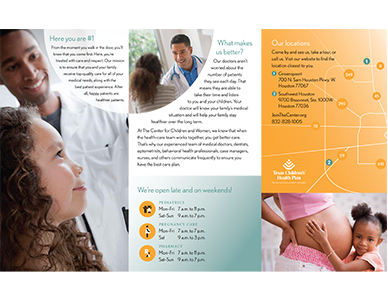 Here you are #1
From the moment you walk in the door, you'll
know that you come first. Here, you're
treated with care and respect. Our mission
is to ensure that you and your family
receive top quality care for all of your
medical needs, along with the
best patient experience. After
all, happy patients are
healthier patients.
What makes
us better?
Our doctors aren't
worried about the
number of patients
they see each day. That
means they are able to
take their time and listen
to you and your children. Your
doctor will know your family's medical
situation and will help your family stay
healthier over the long term.
At The Center for Children and Women, we know that when
the health care team works together, you get better care.
That's why our experienced team of medical doctors, dentists,
optometrists, behavioral health professionals, case managers,
nurses, and others communicate frequently to ensure you
have the best care plan.
We're open late and on weekends!
PEDIATRICS
Mon-Fri 7 a.m. to 11 p.m.
Sat-Sun 9 a.m. to 7 p.m.
PREGNANCY CARE
Mon-Fri 7 a.m. to 7 p.m.
Sat 9 a.m. to 3 p.m.
PHARMACY
Mon-Fri 7 a.m. to 8 p.m.
Sat-Sun 9 a.m. to 7 p.m.
Our locations
Come by and see us, take a tour, or
call us. Visit our website to find the
location closest to you.
1 Greenspoint
700 N. Sam Houston Pkwy. W.
Houston 77067
2 Southwest Houston
9700 Bissonnet, Ste. 1000W
Houston 77036
JoinTheCenter.org
832-828-1005
Texas Children's
Health Plan